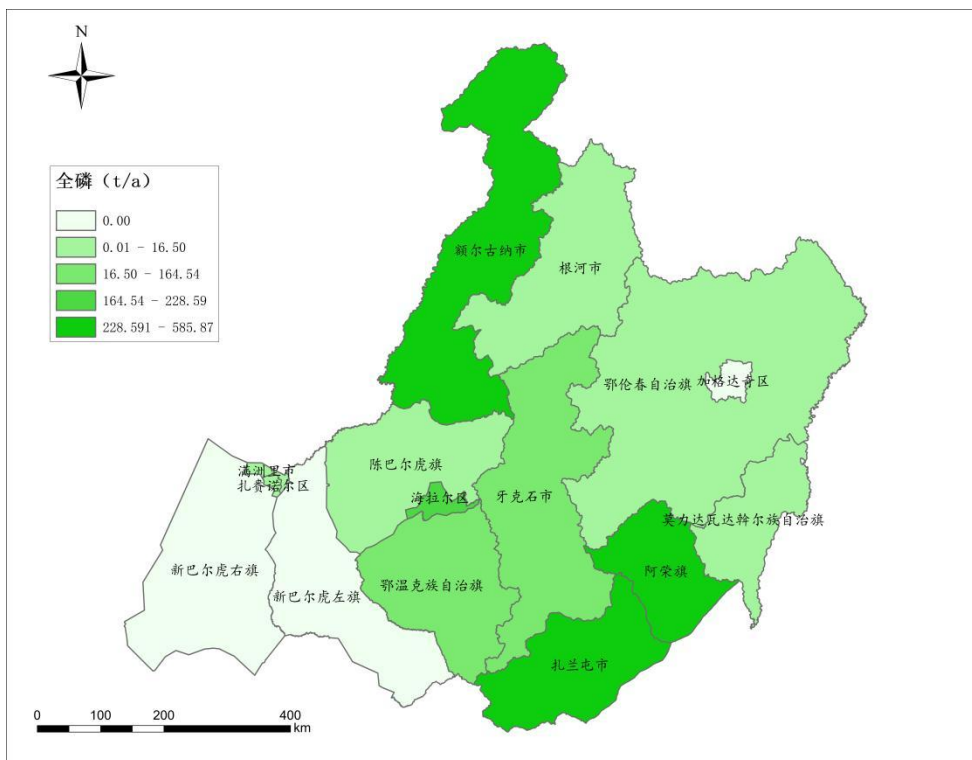 N
全磷（t/a）
0.00
0.01 - 16.50
16.50 - 164.54
164.54 - 228.59
228.591 - 585.87
额尔古纳市
根河市
鄂伦春自治旗
加格达奇区
陈巴尔虎旗
满洲里市
扎赉诺尔区
海拉尔区
牙克石市
莫力达瓦达斡尔族自治旗
新巴尔虎右旗
新巴尔虎左旗
鄂温克族自治旗
阿荣旗
扎兰屯市
0 100 200 400
km